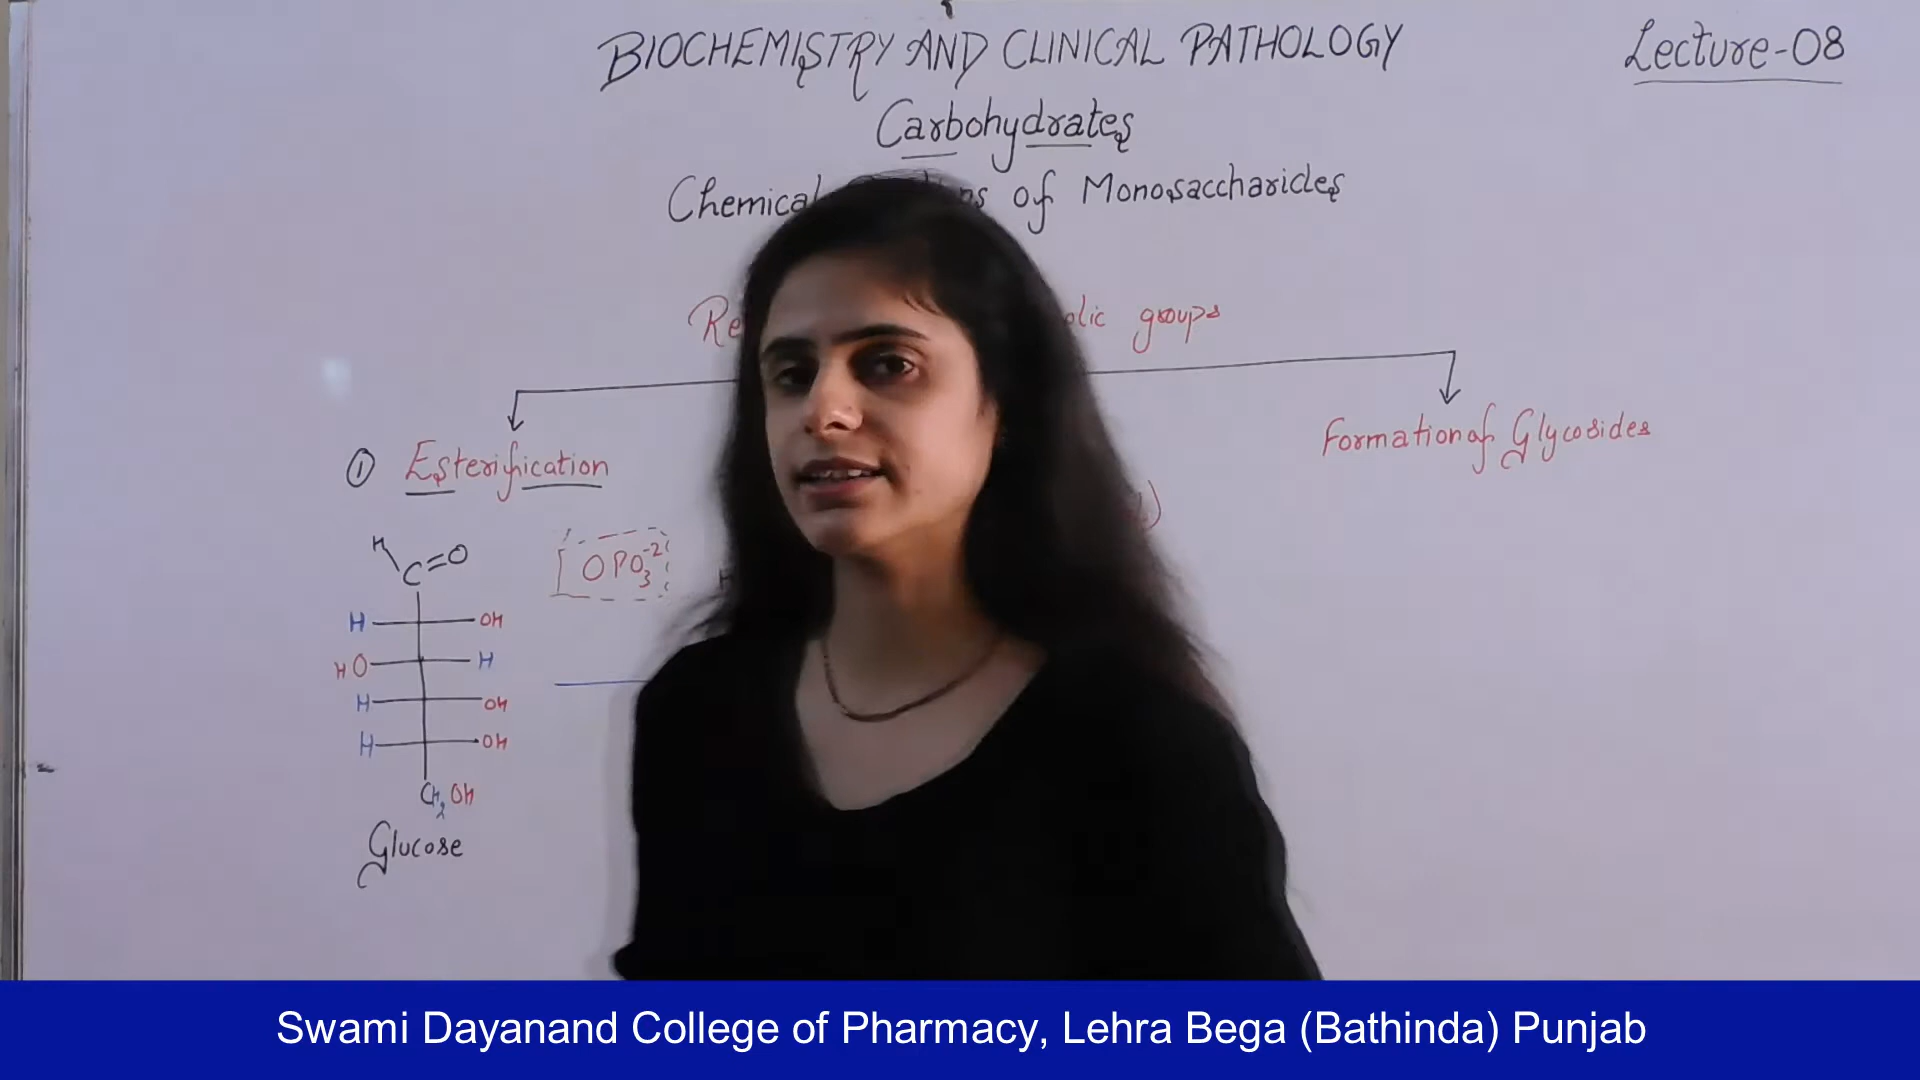 BIOCHEMISTRY AND CLINICAL PATHOLOGY
Lecture-08
Carbohydrates
Chemical of Monosaccharides
groups
① Esterification
Formation of Glycosides
H
C=O
OPO₃⁻²
H OH
HO H
H OH
H OH
CH₂OH
Glucose
Swami Dayanand College of Pharmacy, Lehra Bega (Bathinda) Punjab